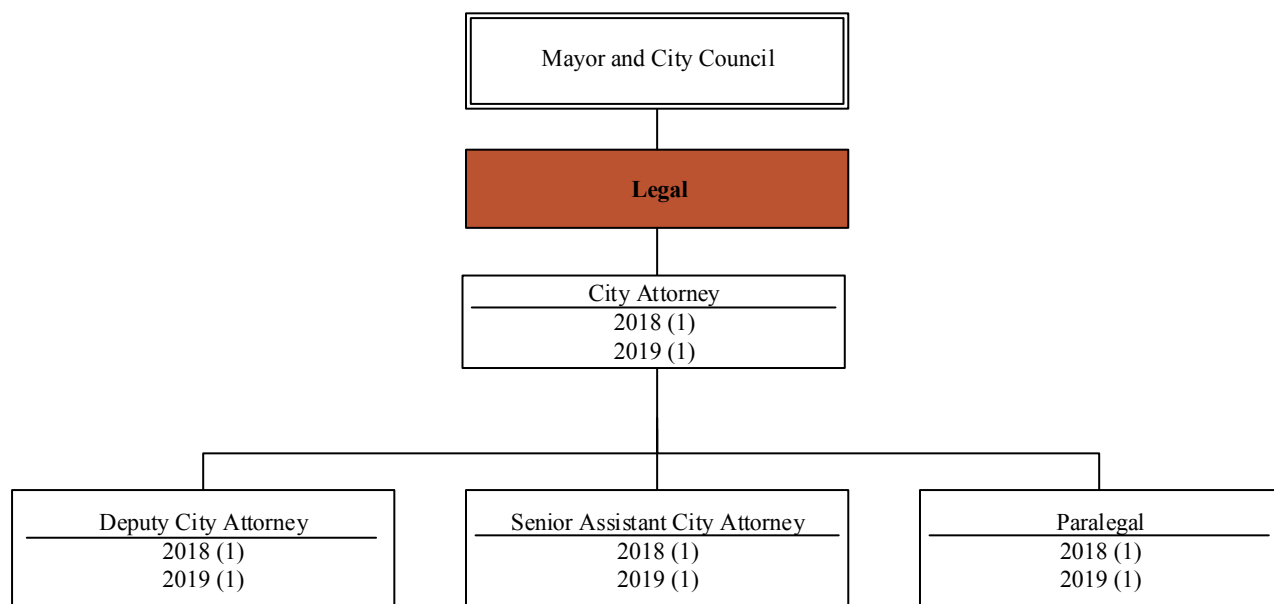 Mayor and City Council
Legal
City Attorney
2018 (1)
2019 (1)
Deputy City Attorney
2018 (1)
2019 (1)
Senior Assistant City Attorney
2018 (1)
2019 (1)
Paralegal
2018 (1)
2019 (1)